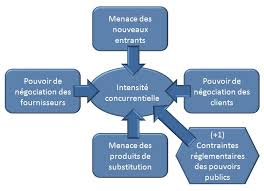 Menace des
nouveaux
entrants
Pouvoir de
négociation des
fournisseurs
Intensité
concurrentielle
Pouvoir de
négociation des
clients
Menace des
produits de
substitution
(+1)
Contraintes
réglementaires
des pouvoirs
publics